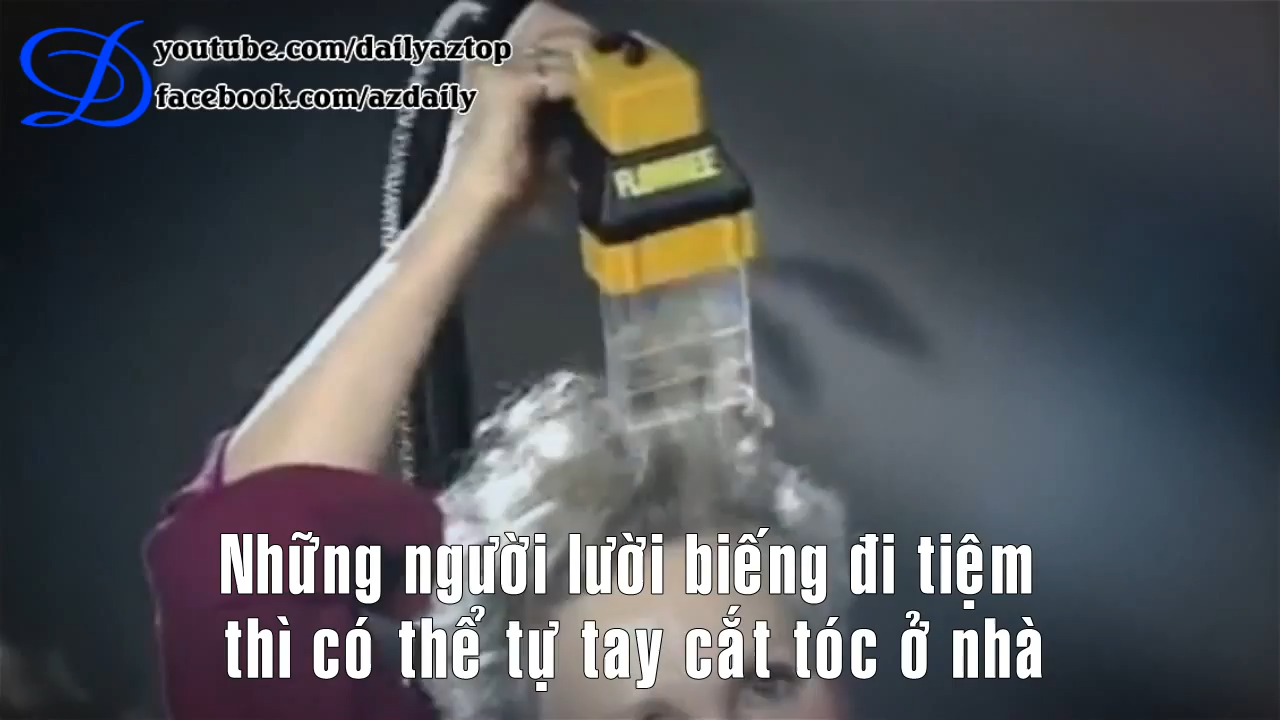 youtube.com/dailyaztop
facebook.com/azdaily
FLOWBEE
Những người lười biếng đi tiệm
thì có thể tự tay cắt tóc ở nhà